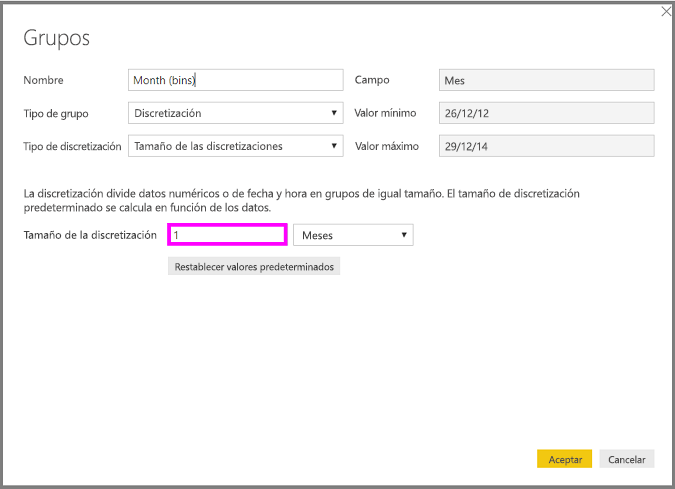 Grupos
Nombre Month (bins) Campo Mes
Tipo de grupo Discretización Valor mínimo 26/12/12
Tipo de discretización Tamaño de las discretizaciones Valor máximo 29/12/14
La discretización divide datos numéricos o de fecha y hora en grupos de igual tamaño. El tamaño de discretización
predeterminado se calcula en función de los datos.
Tamaño de la discretización 1 Meses
Restablecer valores predeterminados
Aceptar Cancelar